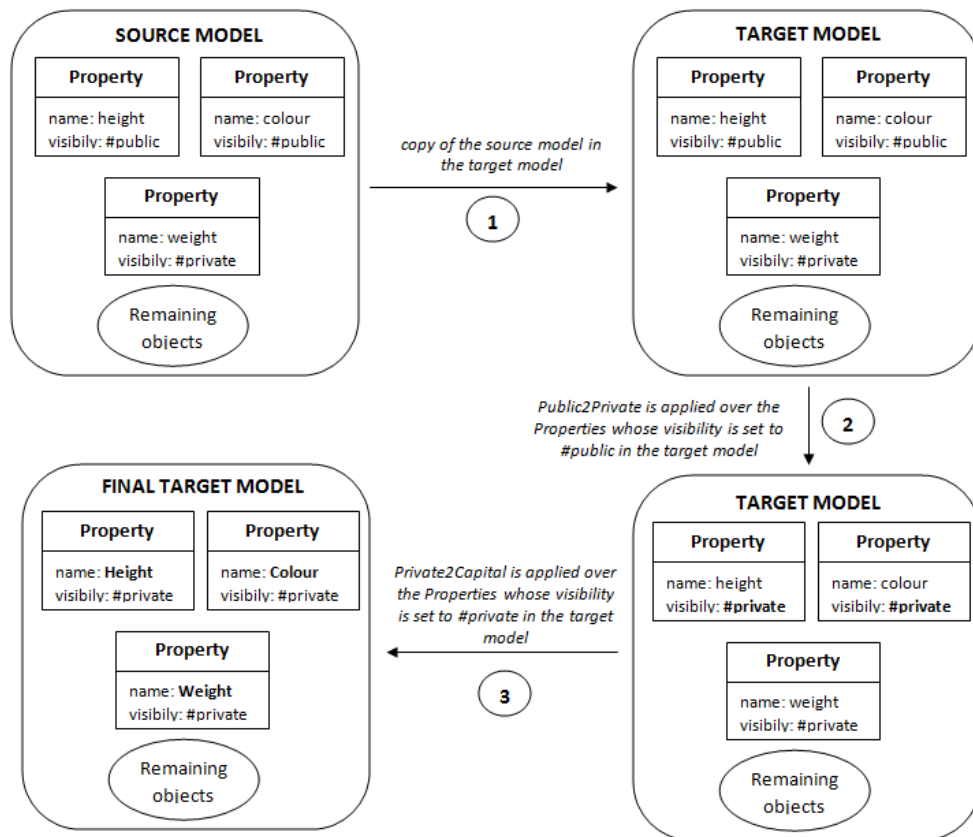 SOURCE MODEL
Property
name: height
visibily: #public
Property
name: colour
visibily: #public
Property
name: weight
visibily: #private
Remaining
objects
copy of the source model in
the target model
1
TARGET MODEL
Property
name: height
visibily: #public
Property
name: colour
visibily: #public
Property
name: weight
visibily: #private
Remaining
objects
Public2Private is applied over the
Properties whose visibility is set to
#public in the target model
2
TARGET MODEL
Property
name: height
visibily: #private
Property
name: colour
visibily: #private
Property
name: weight
visibily: #private
Remaining
objects
Private2Capital is applied over
the Properties whose visibility
is set to #private in the target
model
3
FINAL TARGET MODEL
Property
name: Height
visibily: #private
Property
name: Colour
visibily: #private
Property
name: Weight
visibily: #private
Remaining
objects